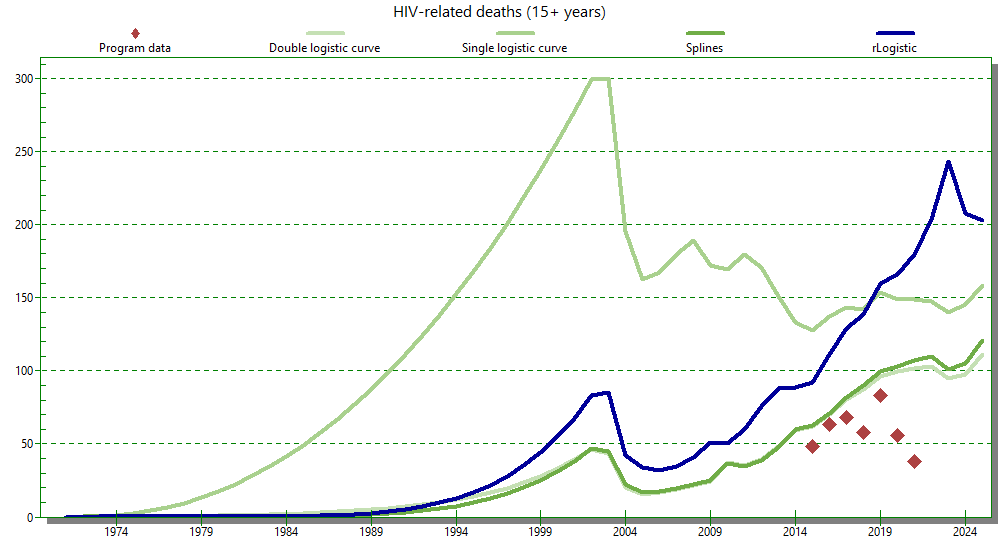 HIV-related deaths (15+ years)
Program data Double logistic curve Single logistic curve Splines rLogistic
300
250
200
150
100
50
0
1974 1979 1984 1989 1994 1999 2004 2009 2014 2019 2024